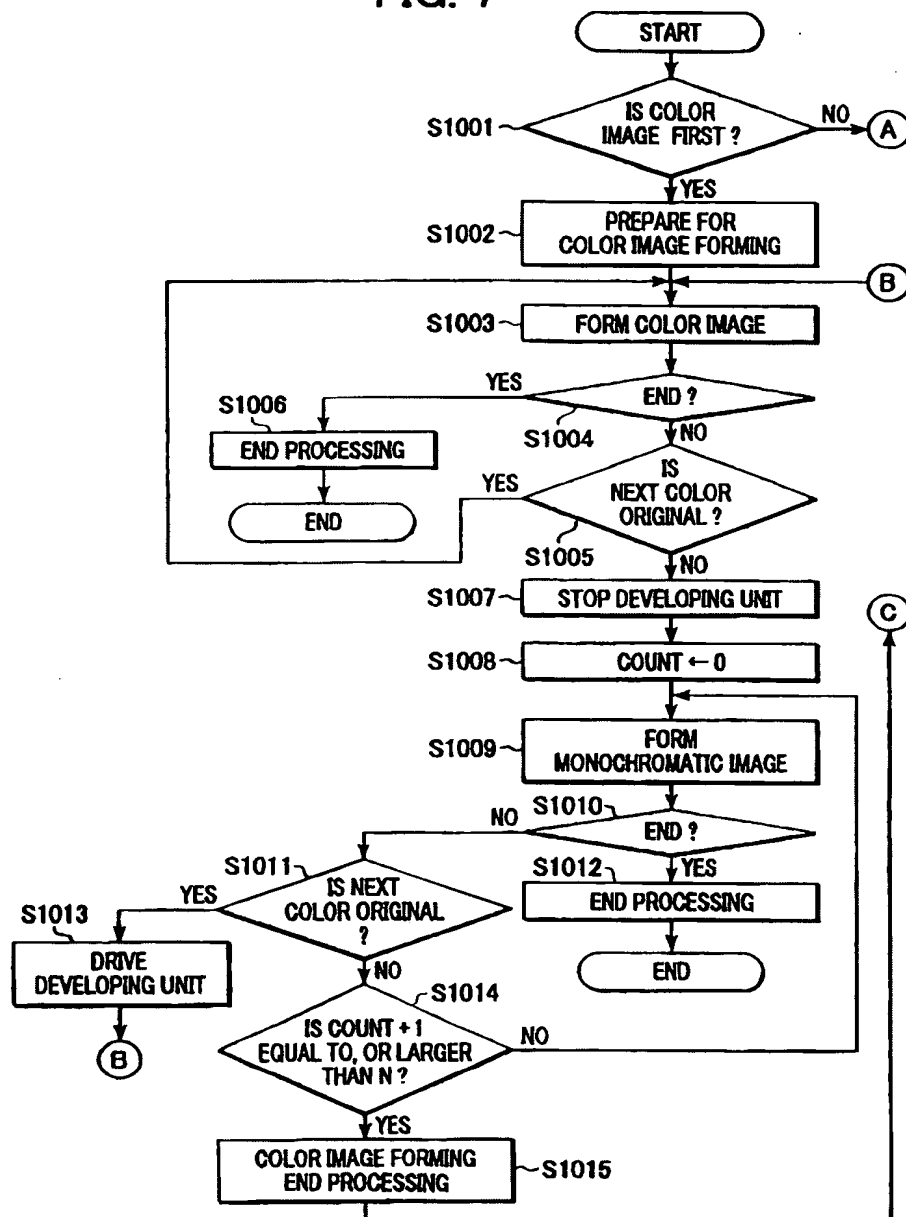 FIG. 7
START
S1001
IS COLOR
IMAGE FIRST ?
NO
A
YES
S1002
PREPARE FOR
COLOR IMAGE FORMING
B
S1003
FORM COLOR IMAGE
YES
END ?
S1004
S1006
NO
END PROCESSING
END
YES
IS
NEXT COLOR
ORIGINAL ?
S1005
NO
S1007
STOP DEVELOPING UNIT
C
S1008
COUNT ← 0
S1009
FORM
MONOCHROMATIC IMAGE
S1010
NO
END ?
YES
S1011
IS NEXT
COLOR ORIGINAL
?
YES
S1012
END PROCESSING
END
S1013
DRIVE
DEVELOPING UNIT
B
NO
S1014
IS COUNT + 1
EQUAL TO, OR LARGER
THAN N ?
NO
YES
COLOR IMAGE FORMING
END PROCESSING
S1015